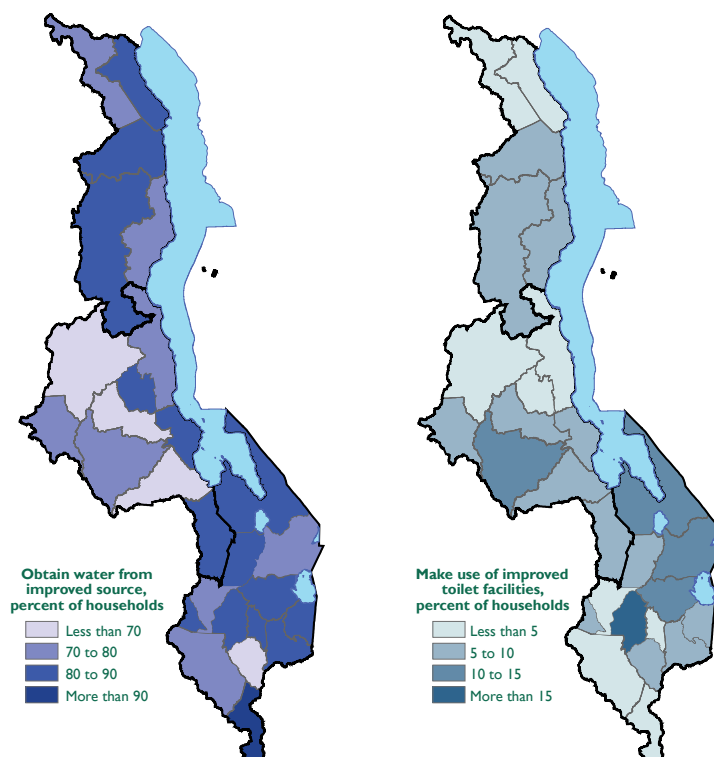 Obtain water from
improved source,
percent of households
Less than 70
70 to 80
80 to 90
More than 90
Make use of improved
toilet facilities,
percent of households
Less than 5
5 to 10
10 to 15
More than 15